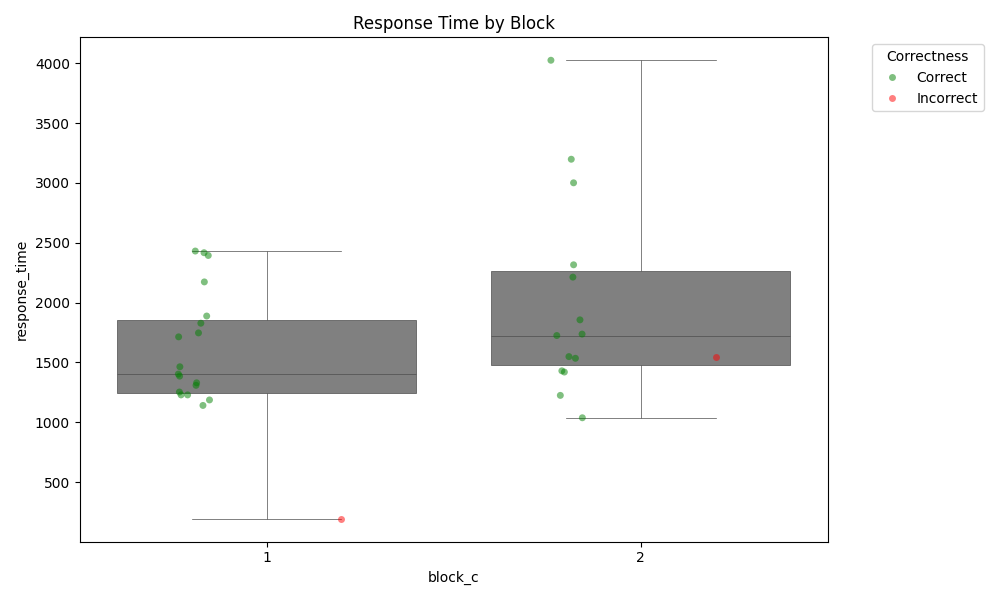 Response Time by Block
Correctness
Correct
Incorrect
response_time
4000
3500
3000
2500
2000
1500
1000
500
1
2
block_c